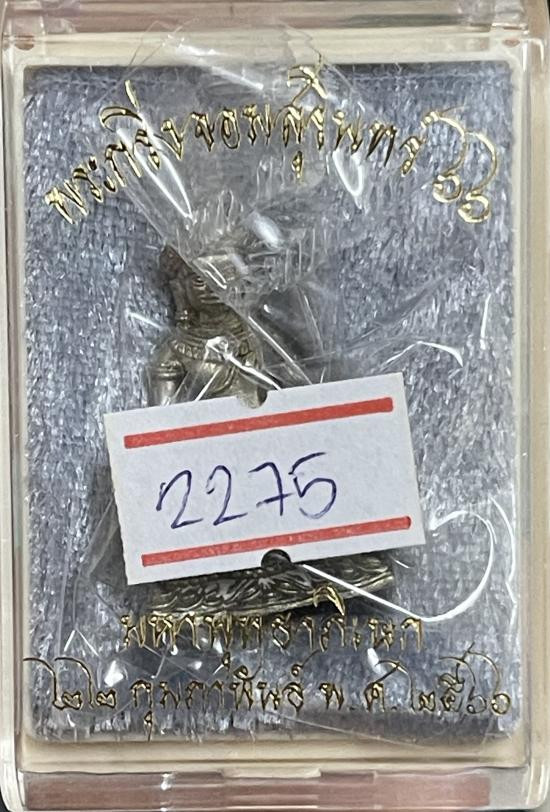 พระกริ่งจอมสุรินทร์ ๖๖
2275
มหาพุทธาภิเษก
๒๒ กุมภาพันธ์ พ.ศ. ๒๕๖๖